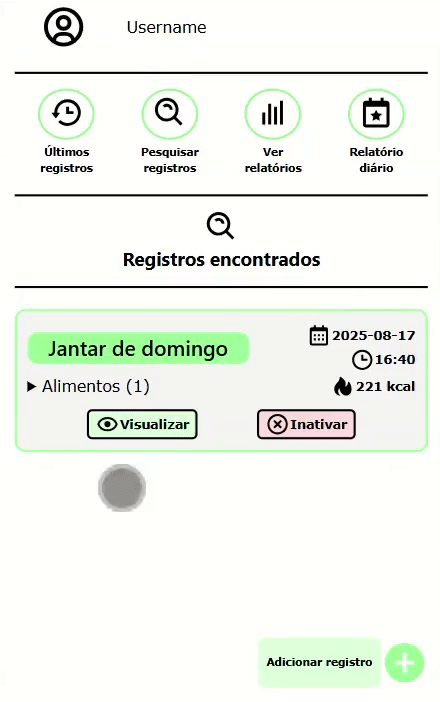 Username
Últimos
registros
Pesquisar
registros
Ver
relatórios
Relatório
diário
Registros encontrados
Jantar de domingo
2025-08-17
16:40
Alimentos (1)
221 kcal
Visualizar
Inativar
Adicionar registro